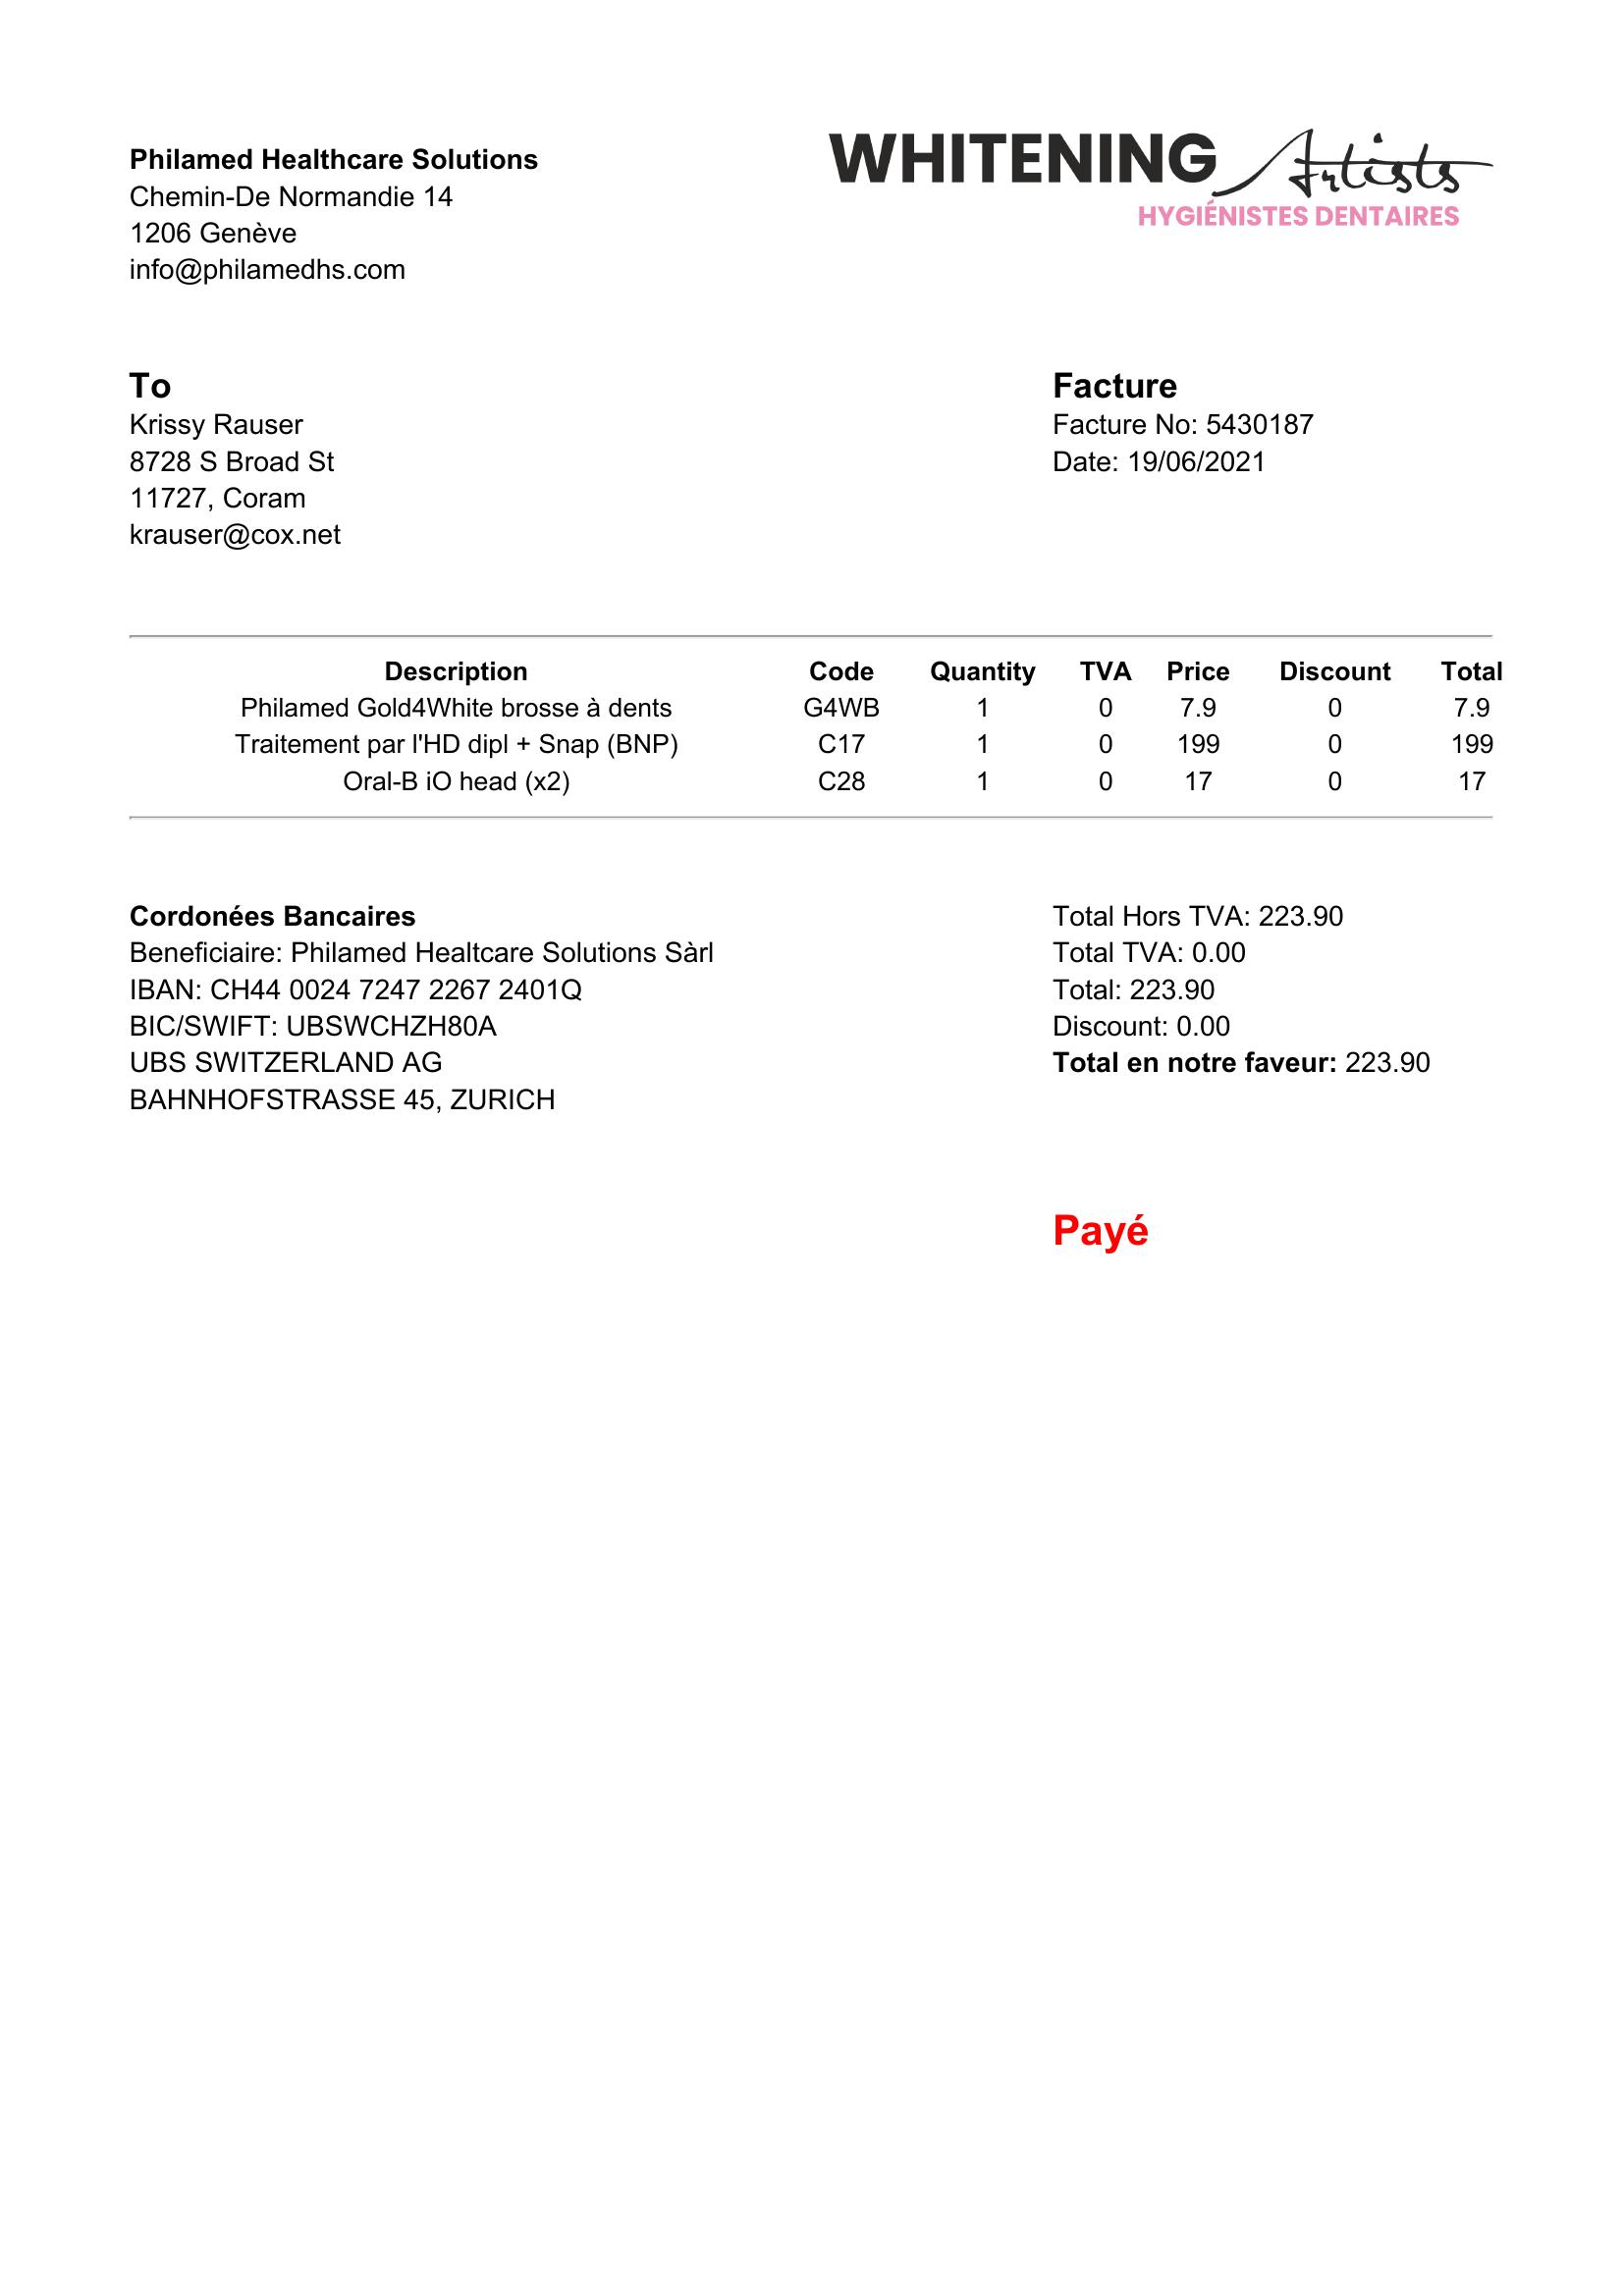 Philamed Healthcare Solutions
Chemin-De Normandie 14
1206 Genève
info@philamedhs.com
WHITENING Artists
HYGIÉNISTES DENTAIRES
To
Krissy Rauser
8728 S Broad St
11727, Coram
krauser@cox.net
Facture
Facture No: 5430187
Date: 19/06/2021
Description Code Quantity TVA Price Discount Total
Philamed Gold4White brosse à dents G4WB 1 0 7.9 0 7.9
Traitement par l'HD dipl + Snap (BNP) C17 1 0 199 0 199
Oral-B iO head (x2) C28 1 0 17 0 17
Cordonées Bancaires
Beneficiaire: Philamed Healtcare Solutions Sàrl
IBAN: CH44 0024 7247 2267 2401Q
BIC/SWIFT: UBSWCHZH80A
UBS SWITZERLAND AG
BAHNHOFSTRASSE 45, ZURICH
Total Hors TVA: 223.90
Total TVA: 0.00
Total: 223.90
Discount: 0.00
Total en notre faveur: 223.90
Payé